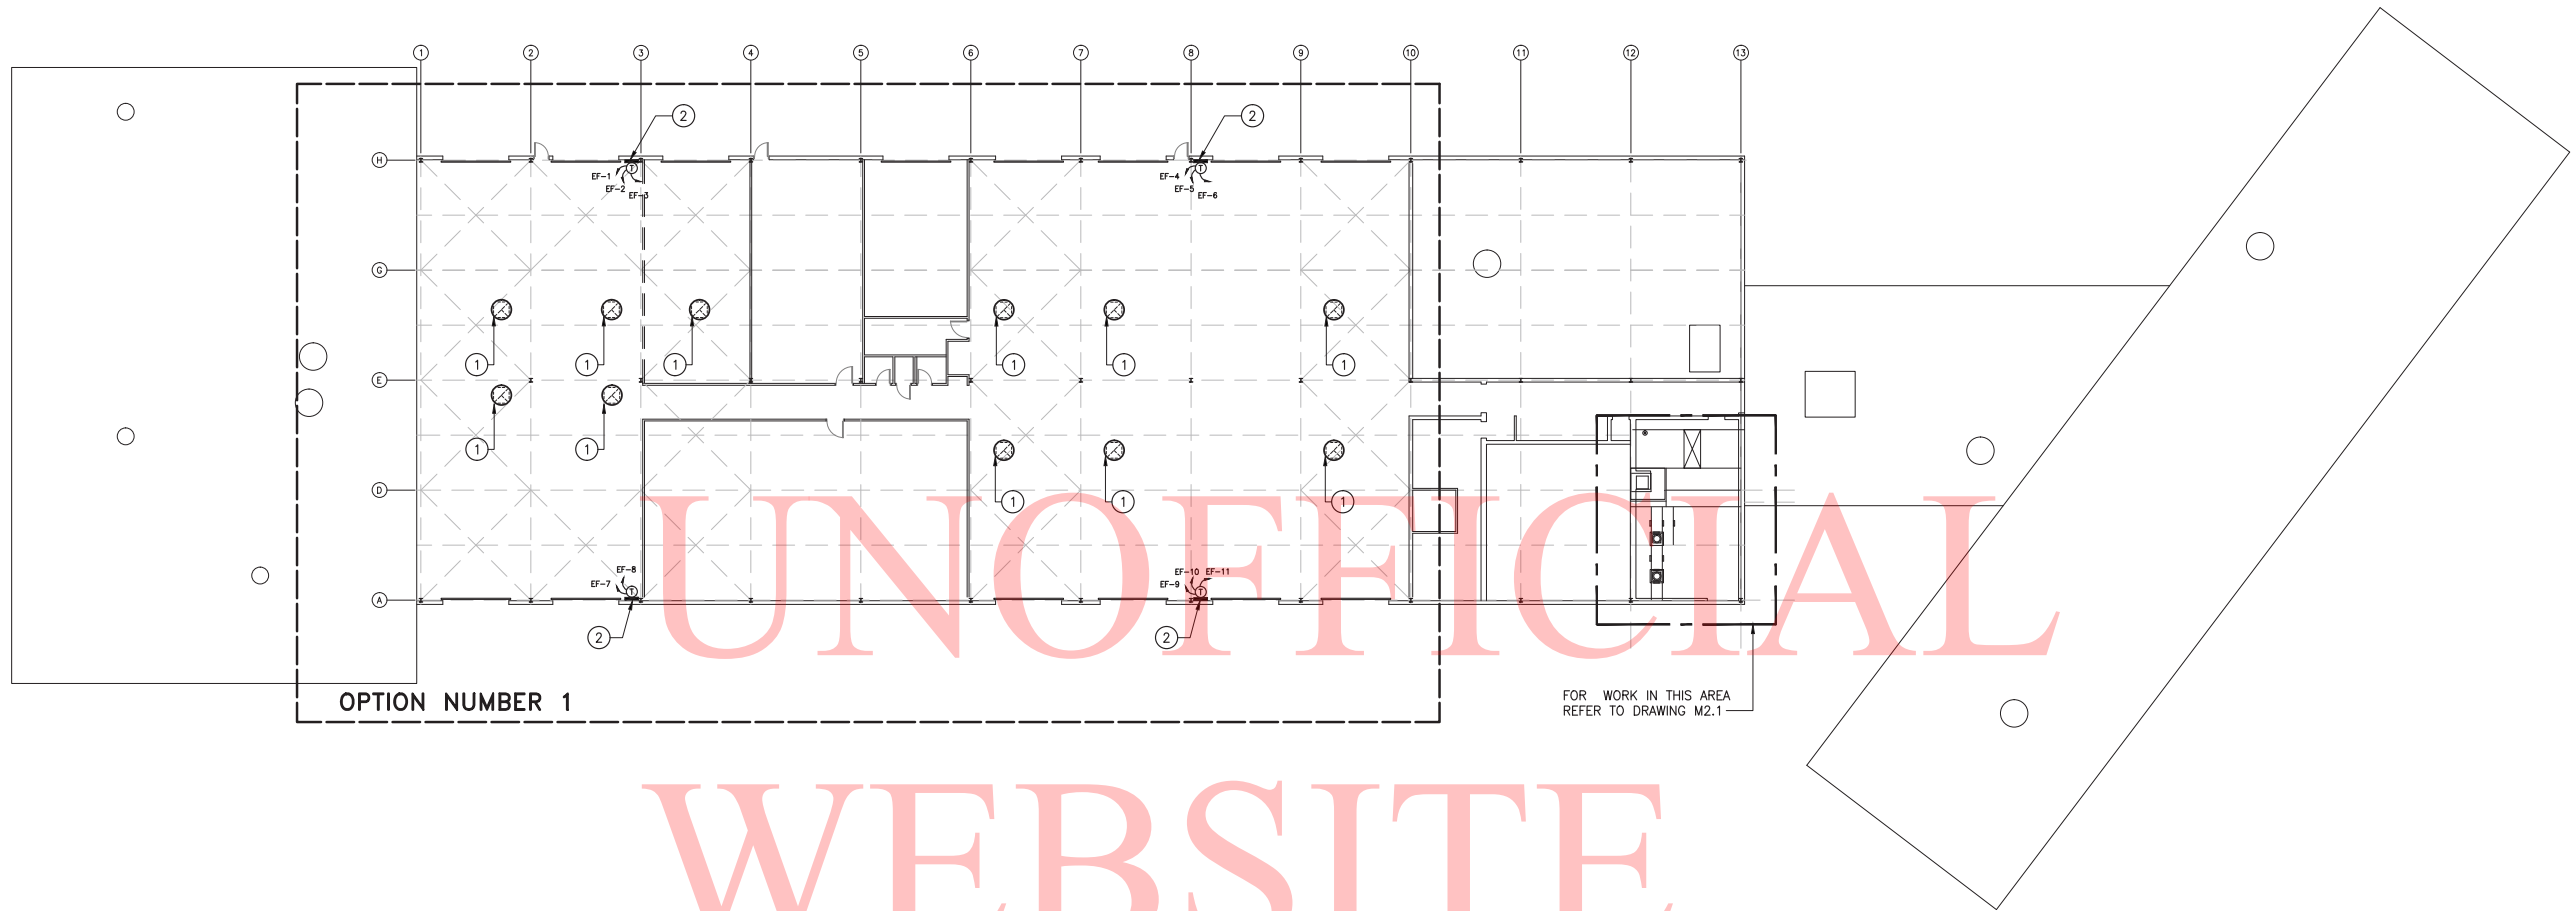 1 2 3 4 5 6 7 8 9 10 11 12 13
2 2
H
EF-1 EF-4
EF-2 EF-5
EF-3 EF-6
G
1 1 1 1 1 1
E
1 1
D
1 1 1
EF-8 EF-10 EF-11
EF-7 EF-9
A
2 2
UNOFFICIAL
OPTION NUMBER 1
FOR WORK IN THIS AREA
REFER TO DRAWING M2.1
WEBSITE